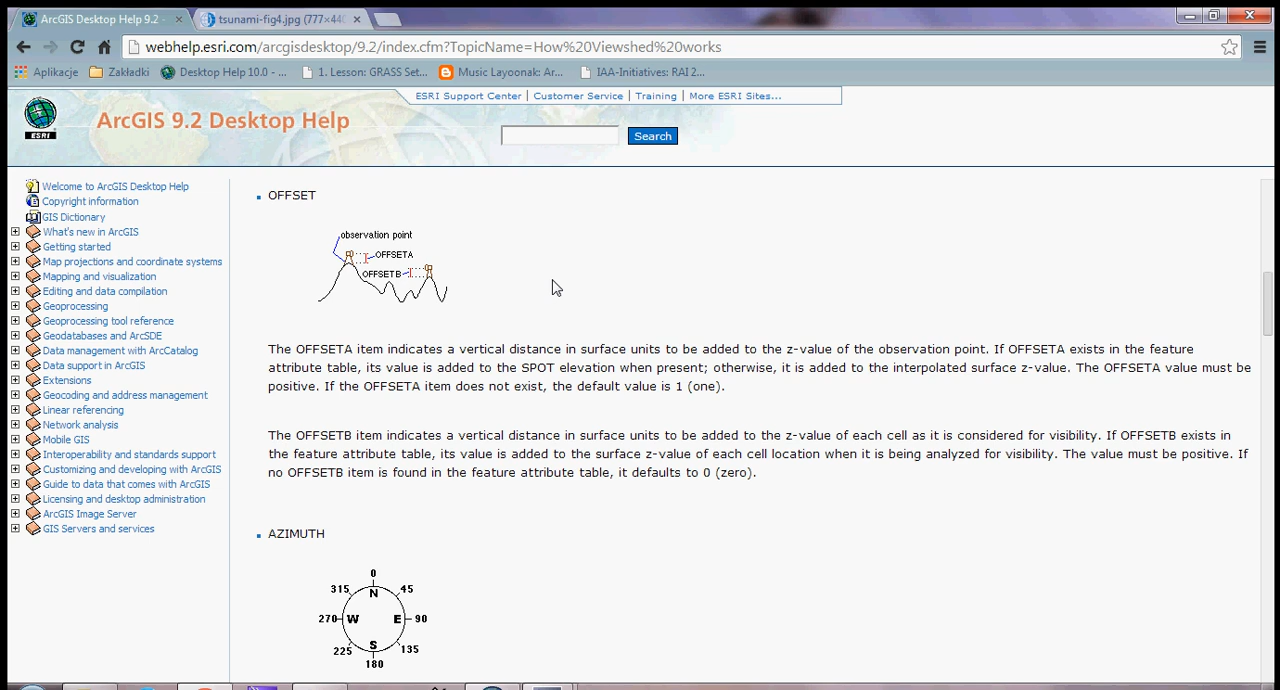 ArcGIS Desktop Help 9.2 -
tsunami-fig4.jpg (777×440
webhelp.esri.com/arcgisdesktop/9.2/index.cfm?TopicName=How%20Viewshed%20works
Aplikacje
Zakładki
Desktop Help 10.0 - ...
1. Lesson: GRASS Set...
Music Layoonak: Ar...
IAA-Initiatives: RAI 2...
ESRI Support Center | Customer Service | Training | More ESRI Sites...
ESRI
ArcGIS 9.2 Desktop Help
Search
Welcome to ArcGIS Desktop Help
Copyright information
GIS Dictionary
What's new in ArcGIS
Getting started
Map projections and coordinate systems
Mapping and visualization
Editing and data compilation
Geoprocessing
Geoprocessing tool reference
Geodatabases and ArcSDE
Data management with ArcCatalog
Data support in ArcGIS
Extensions
Geocoding and address management
Linear referencing
Network analysis
Mobile GIS
Interoperability and standards support
Customizing and developing with ArcGIS
Guide to data that comes with ArcGIS
Licensing and desktop administration
ArcGIS Image Server
GIS Servers and services
OFFSET
observation point
OFFSETA
OFFSETB
The OFFSETA item indicates a vertical distance in surface units to be added to the z-value of the observation point. If OFFSETA exists in the feature
attribute table, its value is added to the SPOT elevation when present; otherwise, it is added to the interpolated surface z-value. The OFFSETA value must be
positive. If the OFFSETA item does not exist, the default value is 1 (one).
The OFFSETB item indicates a vertical distance in surface units to be added to the z-value of each cell as it is considered for visibility. If OFFSETB exists in
the feature attribute table, its value is added to the surface z-value of each cell location when it is being analyzed for visibility. The value must be positive. If
no OFFSETB item is found in the feature attribute table, it defaults to 0 (zero).
AZIMUTH
0
315 N 45
270 W E 90
225 S 135
180